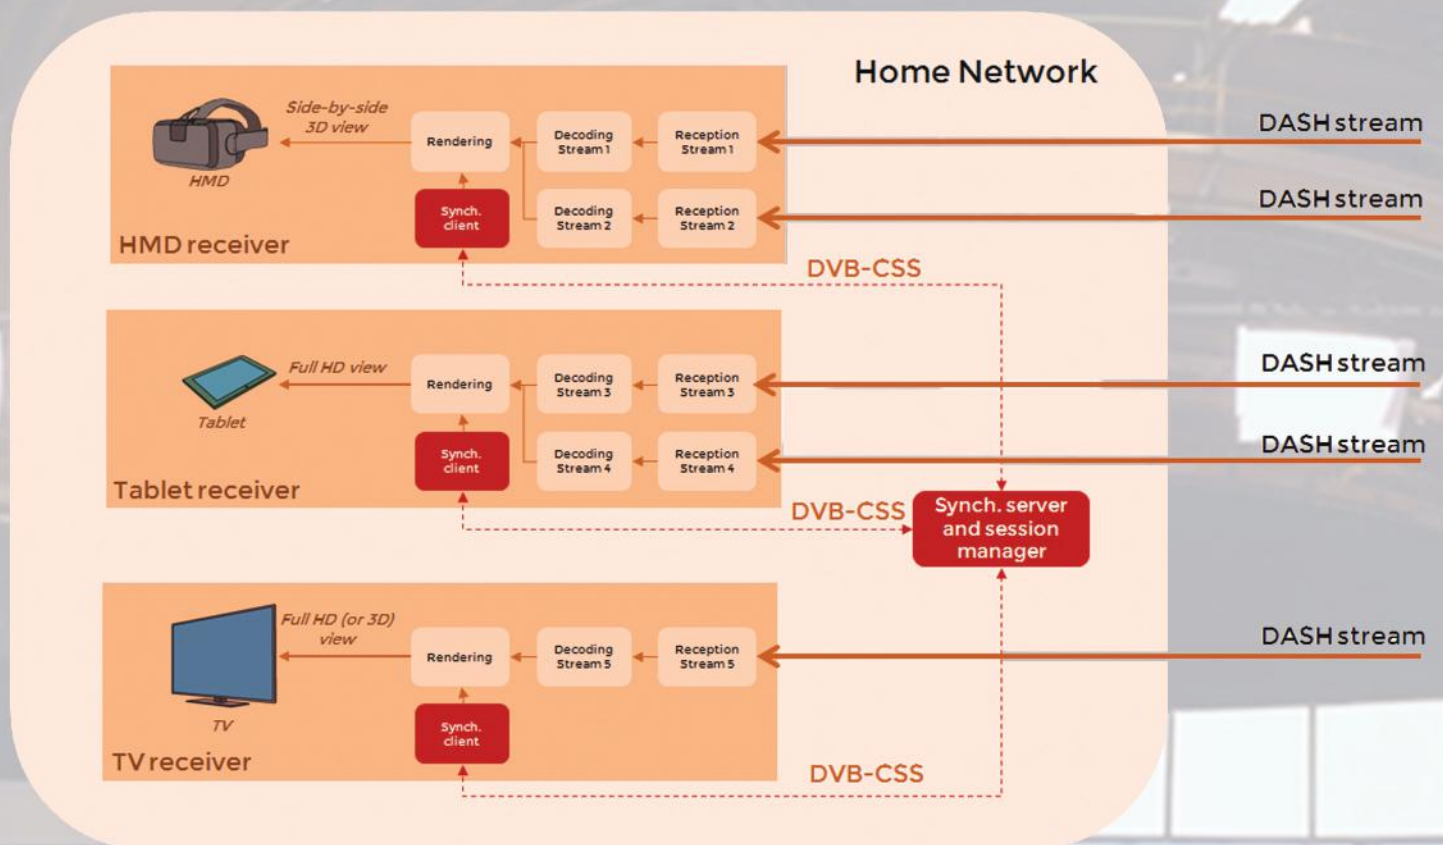 Home Network
Side-by-side
3D view
HMD
Rendering
Decoding
Stream 1
Reception
Stream 1
DASH stream
Synch.
client
Decoding
Stream 2
Reception
Stream 2
DASH stream
HMD receiver
DVB-CSS
Full HD view
Tablet
Rendering
Decoding
Stream 3
Reception
Stream 3
DASH stream
Synch.
client
Decoding
Stream 4
Reception
Stream 4
DASH stream
Tablet receiver
DVB-CSS
Synch. server
and session
manager
Full HD (or 3D)
view
TV
Rendering
Decoding
Stream 5
Reception
Stream 5
DASH stream
Synch.
client
TV receiver
DVB-CSS